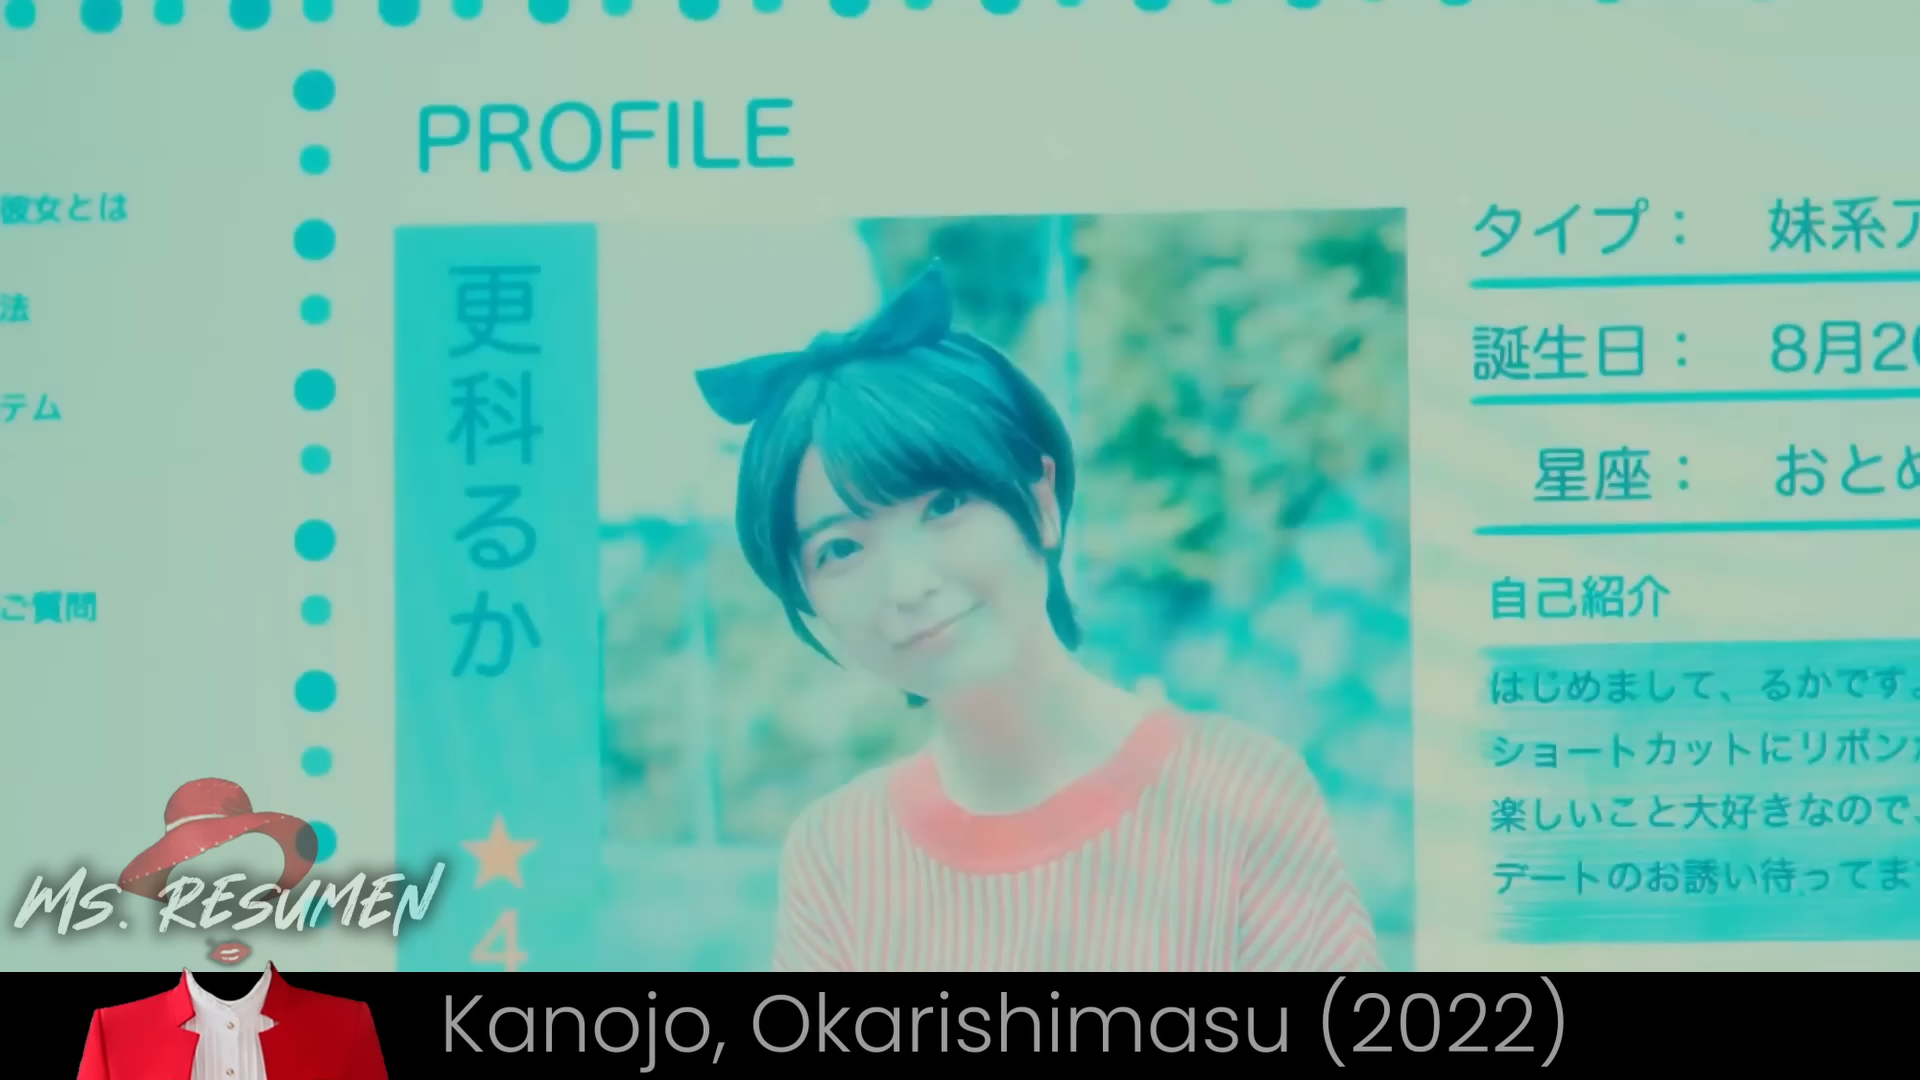 PROFILE
彼女とは
法
テム
ご質問
更科るか
★4
タイプ： 妹系
誕生日： 8月2
星座： おと
自己紹介
はじめまして、るかです
ショートカットにリボン
楽しいこと大好きなので、
デートのお誘い待ってま
MS. RESUMEN
Kanojo, Okarishimasu (2022)